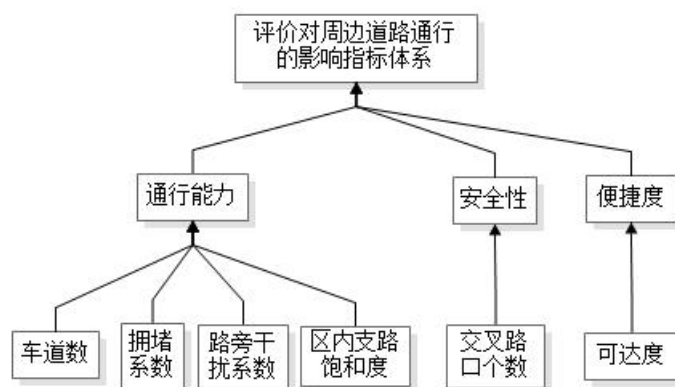 评价对周边道路通行
的影响指标体系
通行能力
安全性
便捷度
车道数
拥堵
系数
路旁干
扰系数
区内支路
饱和度
交叉路
口个数
可达度